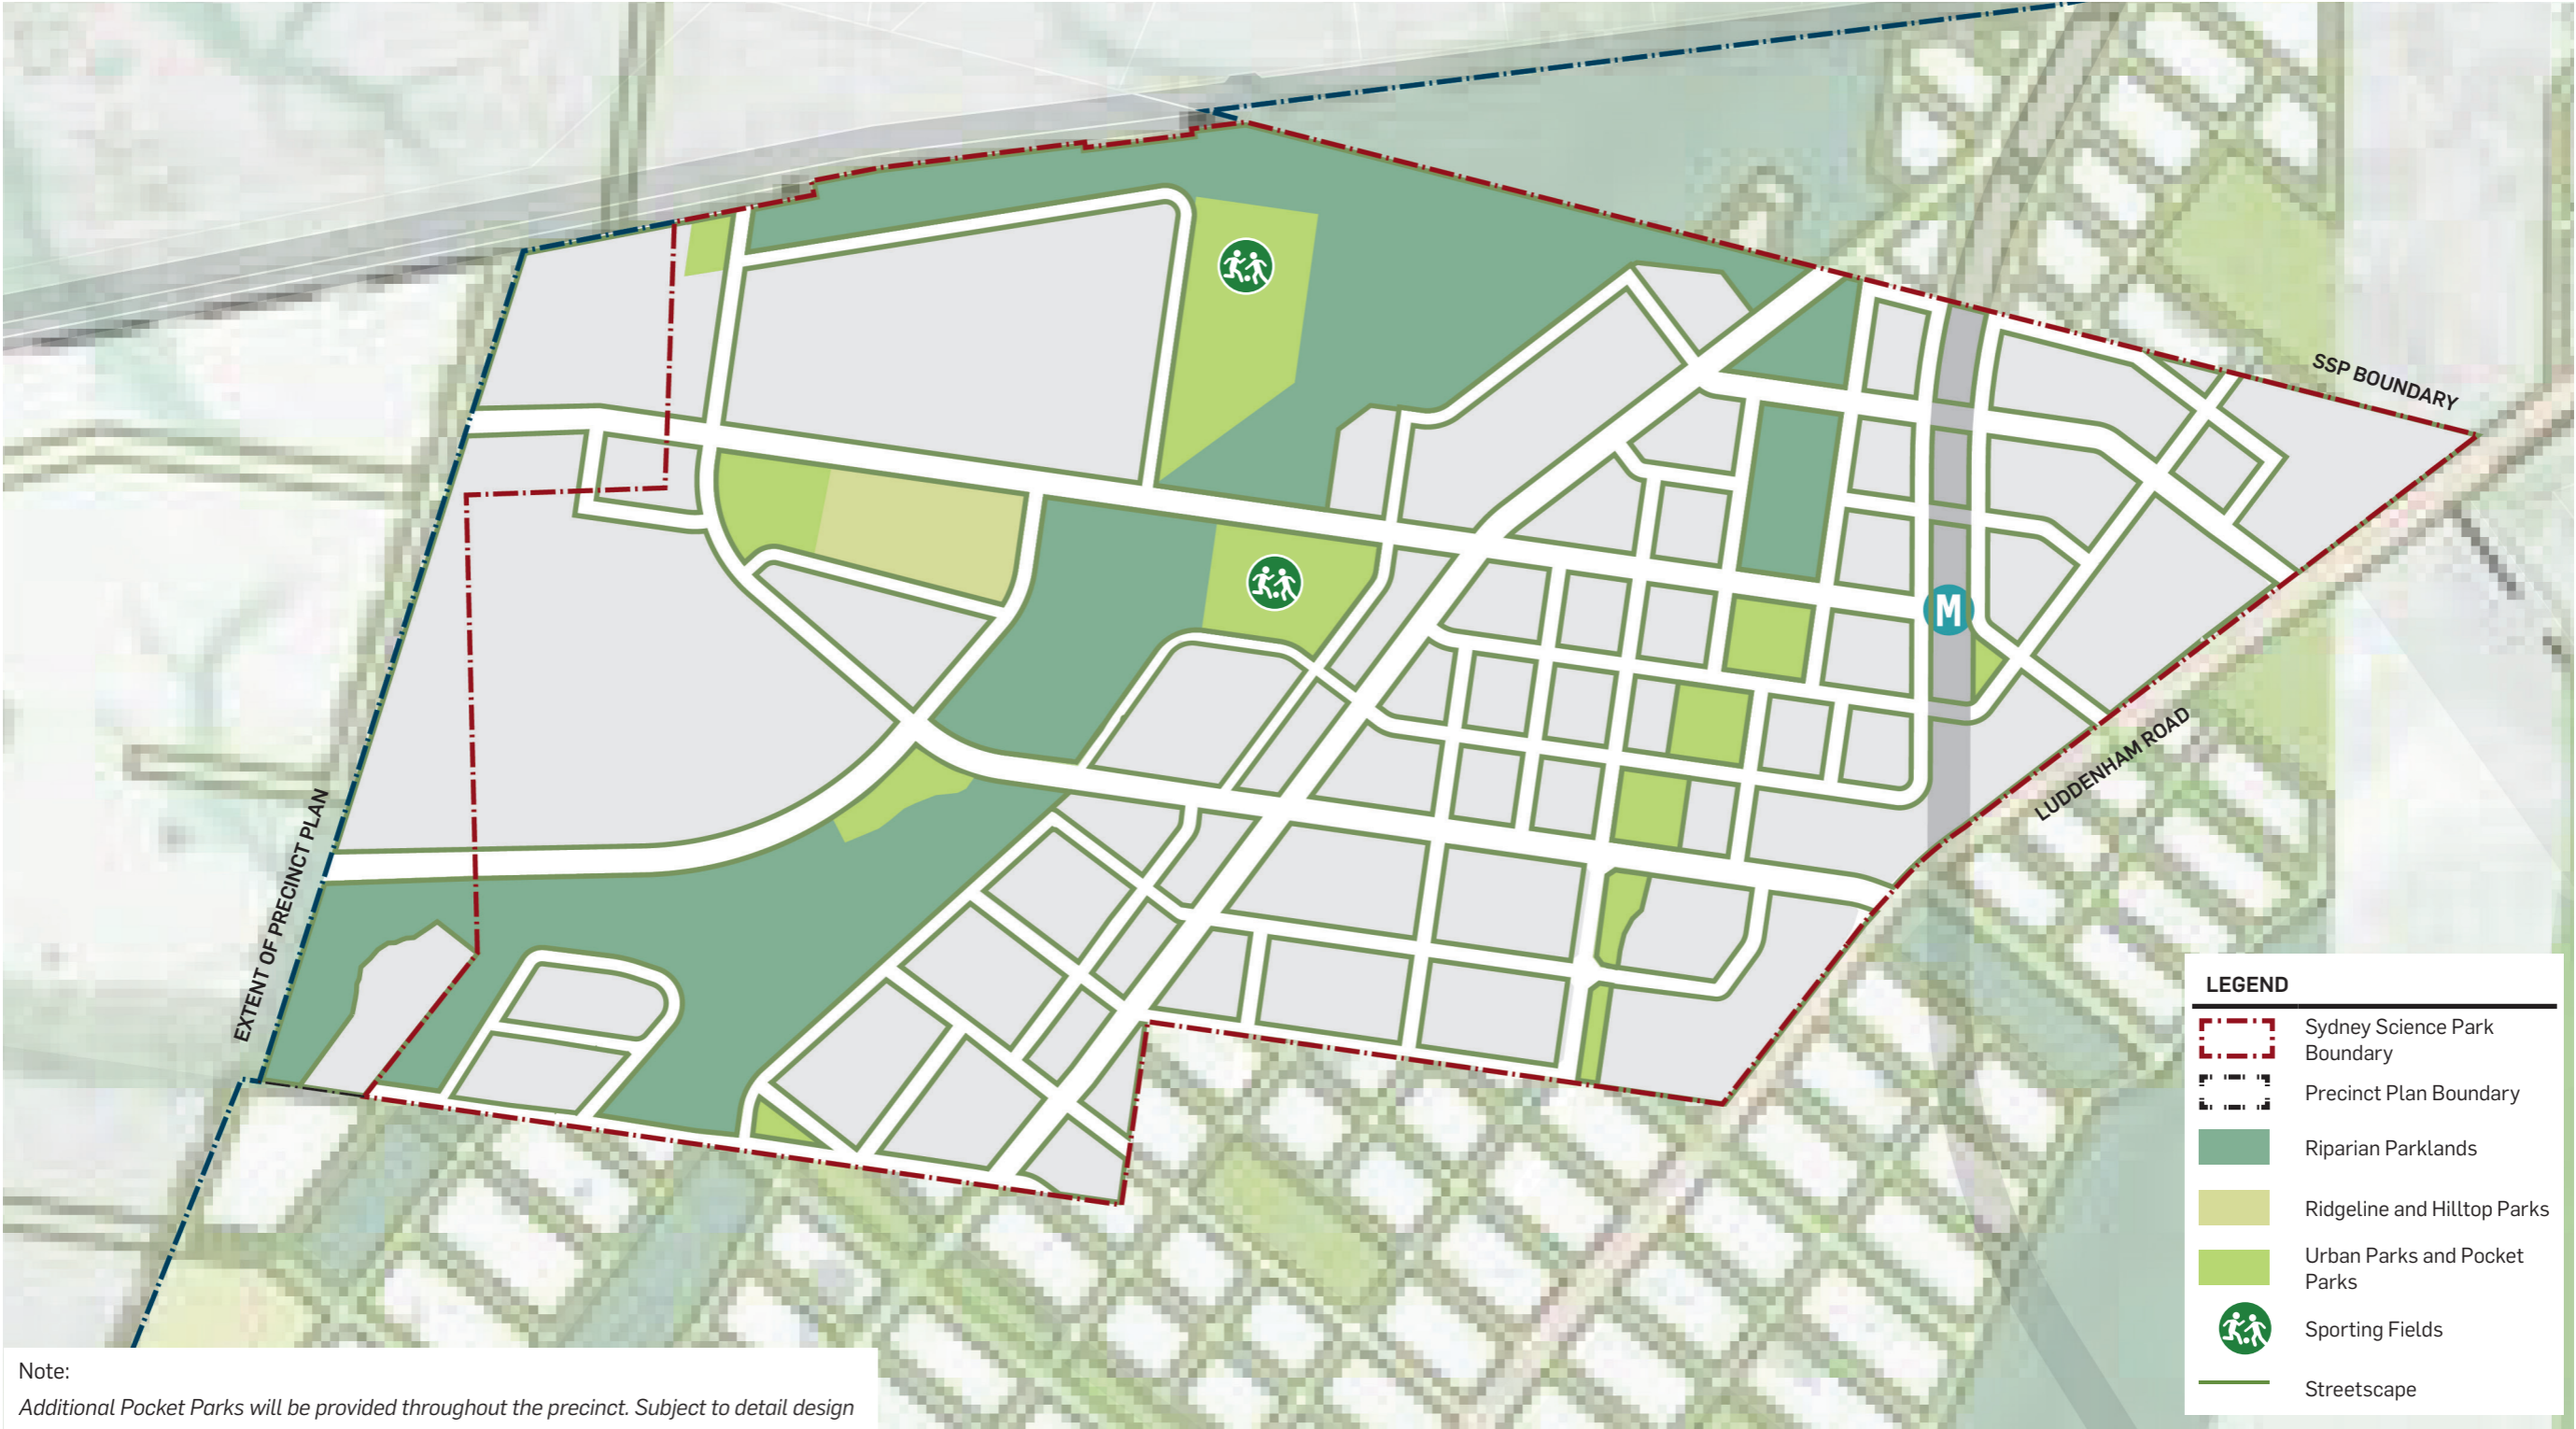 SSP BOUNDARY
M
LUDDENHAM ROAD
EXTENT OF PRECINCT PLAN
LEGEND
Sydney Science Park
Boundary
Precinct Plan Boundary
Riparian Parklands
Ridgeline and Hilltop Parks
Urban Parks and Pocket
Parks
Sporting Fields
Streetscape
Note:
Additional Pocket Parks will be provided throughout the precinct. Subject to detail design